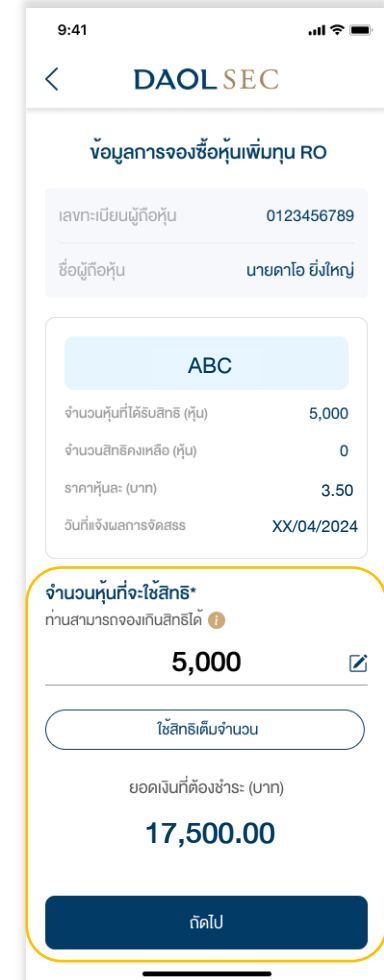 9:41
DAOL SEC
ข้อมูลการจองซื้อหุ้นเพิ่มทุน RO
เลขทะเบียนผู้ถือหุ้น 0123456789
ชื่อผู้ถือหุ้น นายดาโอ ยิ่งใหญ่
ABC
จำนวนหุ้นที่ได้รับสิทธิ (หุ้น) 5,000
จำนวนสิทธิคงเหลือ (หุ้น) 0
ราคาหุ้นละ (บาท) 3.50
วันที่แจ้งผลการจัดสรร XX/04/2024
จำนวนหุ้นที่จะใช้สิทธิ*
ท่านสามารถจองเกินสิทธิได้ i
5,000
ใช้สิทธิเต็มจำนวน
ยอดเงินที่ต้องชำระ (บาท)
17,500.00
ถัดไป